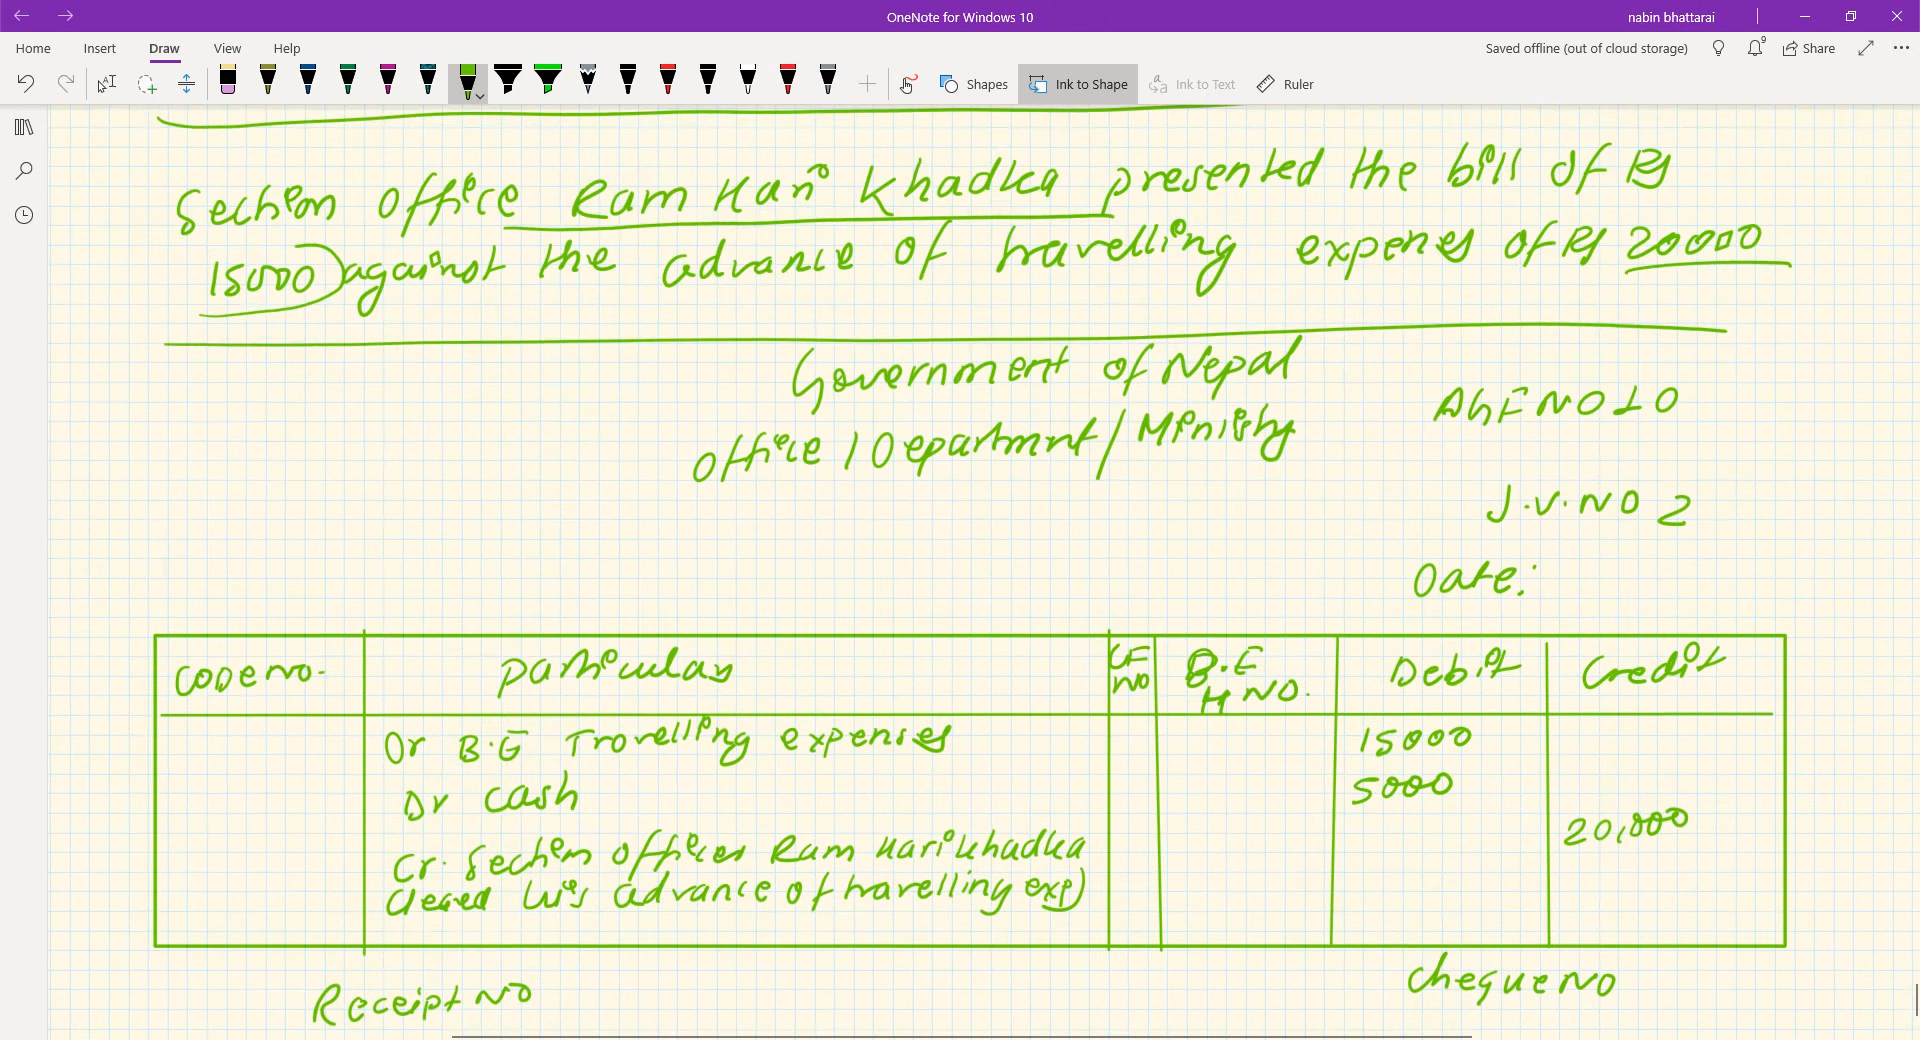 OneNote for Windows 10
nabin bhattarai
Home Insert Draw View Help
Saved offline (out of cloud storage)
9
Share
Shapes
Ink to Shape
Ink to Text
Ruler
Section office Ram Hari Khadka presented the bill of Rs
15000 against the advance of travelling expenses of Rs 20000
Government of Nepal
Office / Department / Ministry
AGF NO 10
J.V. NO 2
Date:
CODE NO. Particulars LF NO B.E H NO. Debit Credit
Dr B.E Travelling expenses 15000
Dr cash 5000
Cr. Section officer Ram Hari Khadka 20,000
Cleared his advance of travelling exp)
Receipt NO
Cheque NO